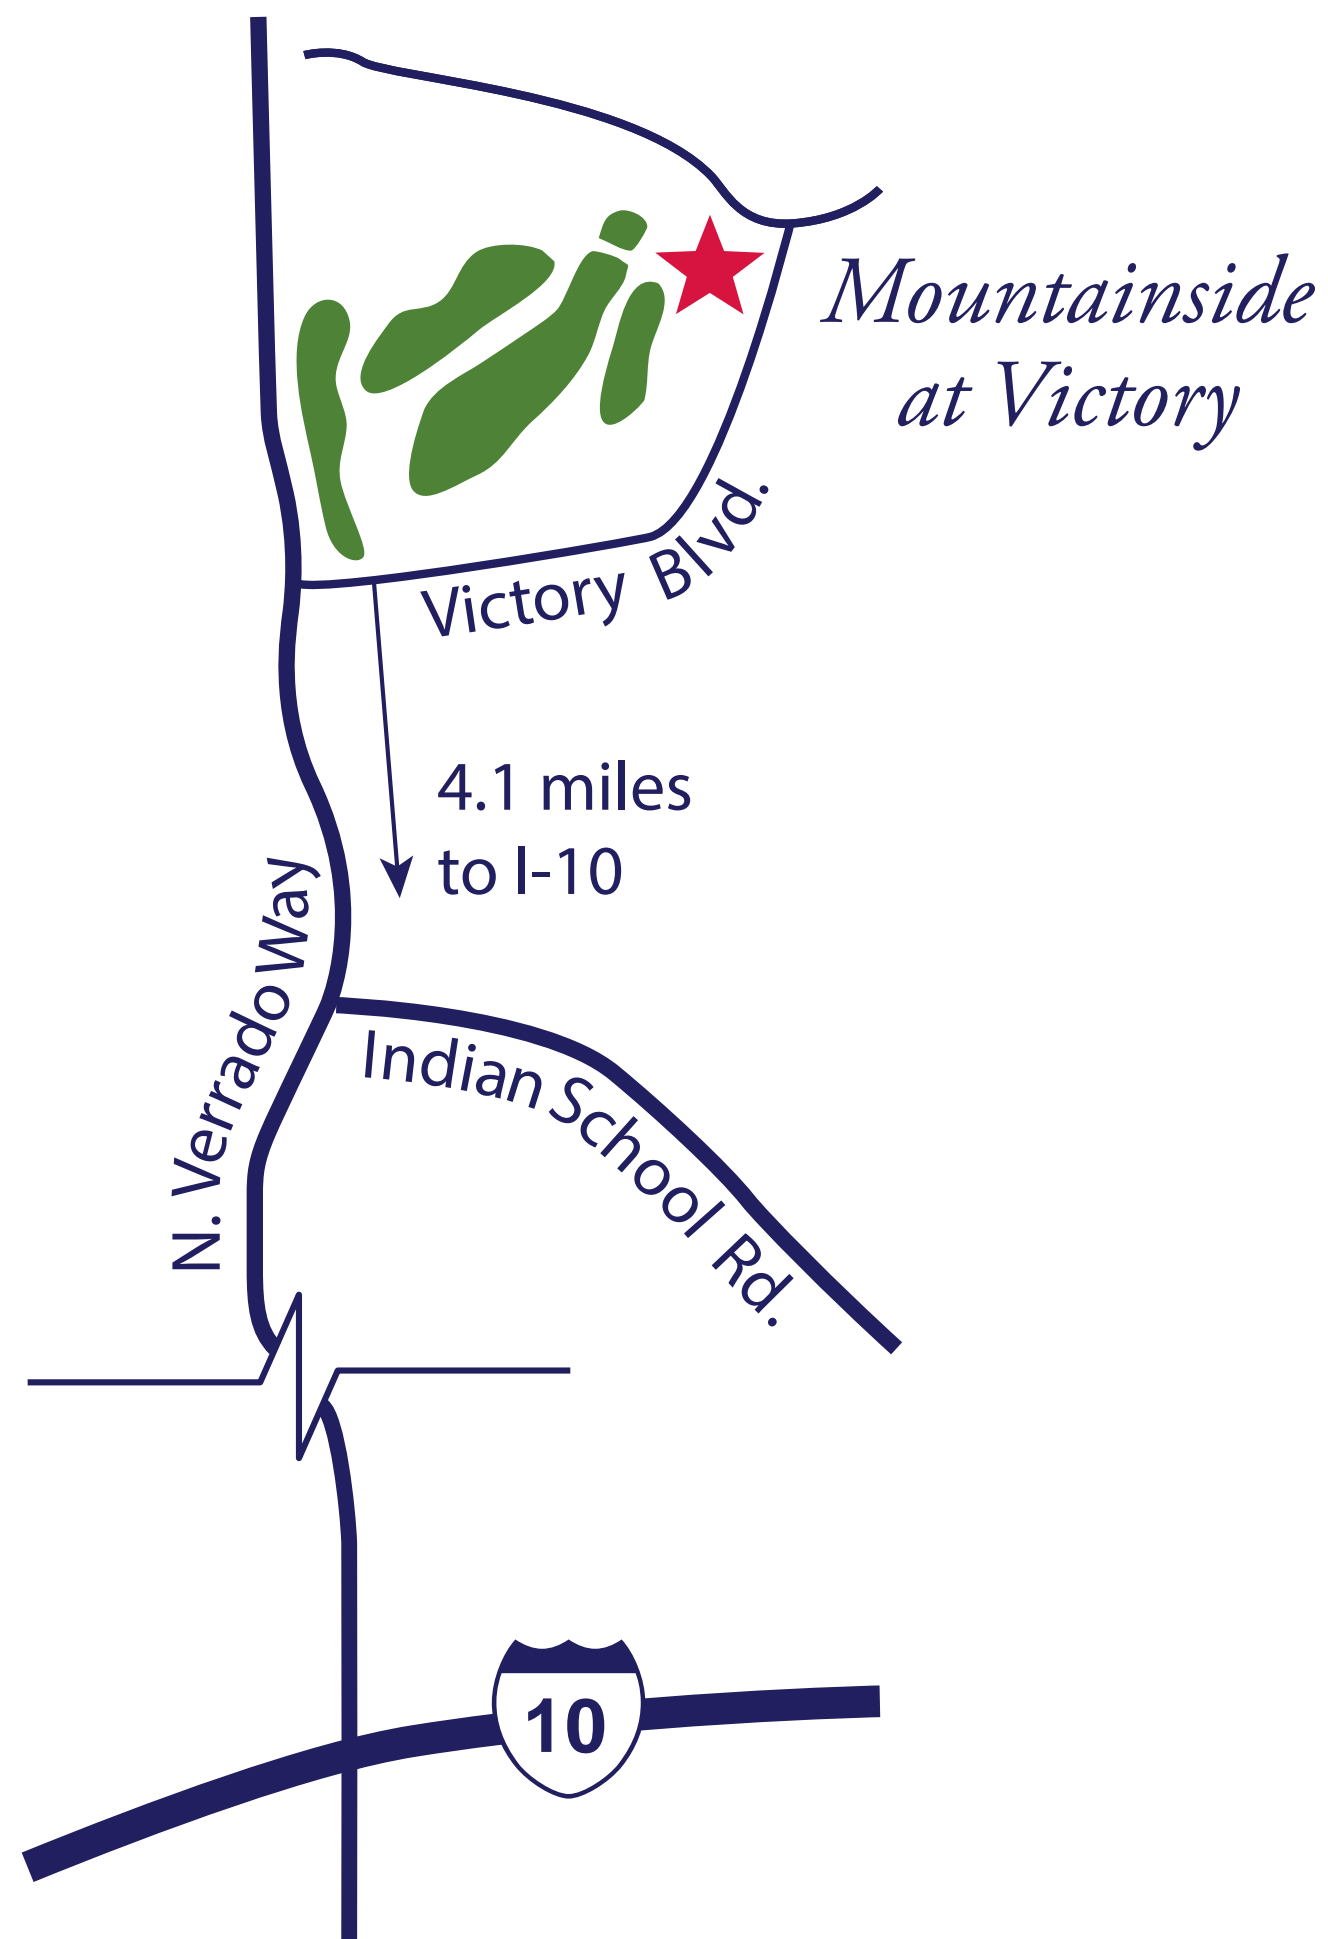 Mountainside
at Victory
Victory Blvd.
4.1 miles
to I-10
N. Verrado Way
Indian School Rd.
10